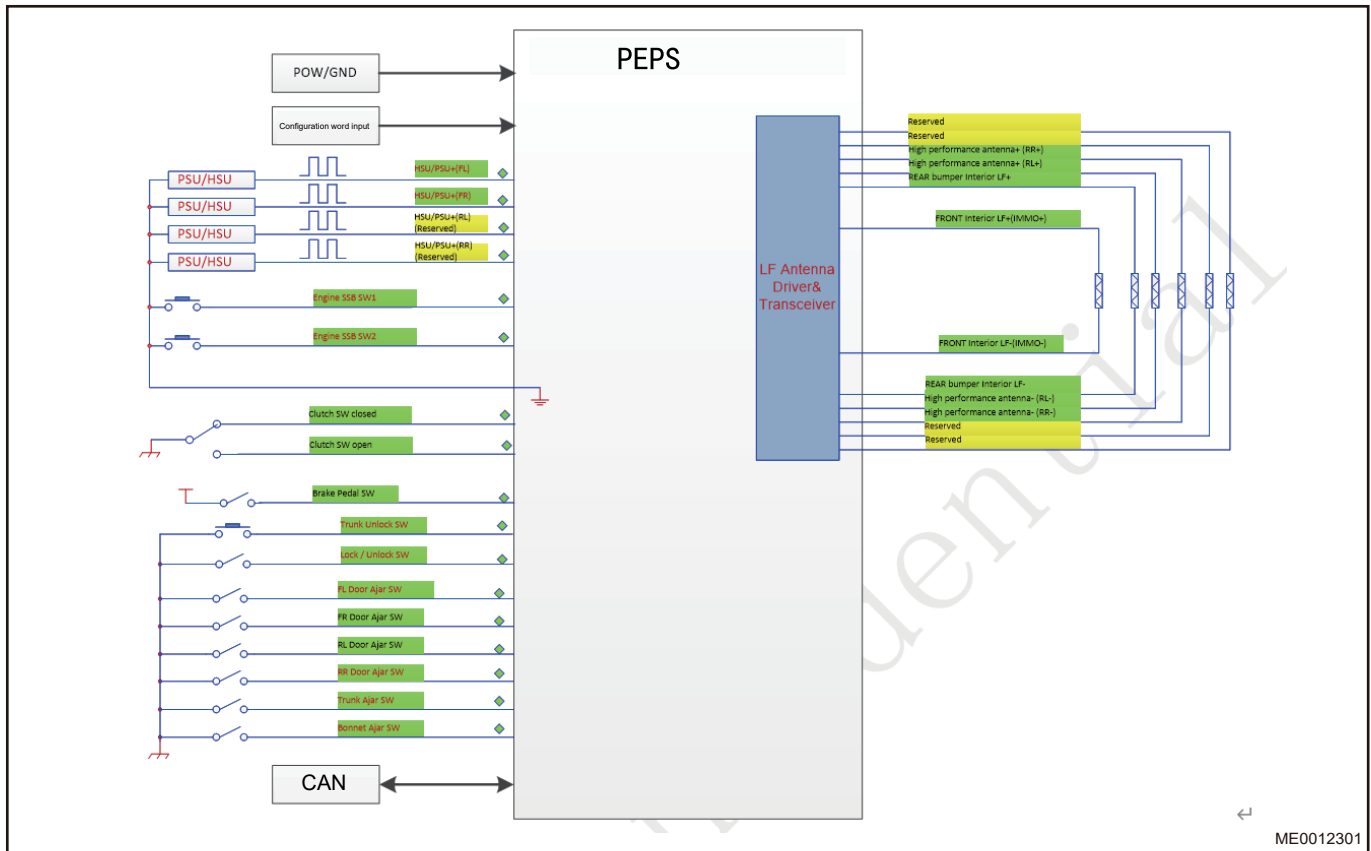 PEPS
POW/GND
Configuration word input
PSU/HSU
HSU/PSU+(FL)
PSU/HSU
HSU/PSU+(FR)
PSU/HSU
HSU/PSU+(RL)
(Reserved)
PSU/HSU
HSU/PSU+(RR)
(Reserved)
Engine SSB SW1
Engine SSB SW2
Clutch SW closed
Clutch SW open
Brake Pedal SW
Trunk Unlock SW
Lock / Unlock SW
FL Door Ajar SW
FR Door Ajar SW
RL Door Ajar SW
RR Door Ajar SW
Trunk Ajar SW
Bonnet Ajar SW
CAN
LF Antenna
Driver&
Transceiver
Reserved
Reserved
High performance antenna+ (RR+)
High performance antenna+ (RL+)
REAR bumper Interior LF+
FRONT Interior LF+(IMMO+)
FRONT Interior LF-(IMMO-)
REAR bumper Interior LF-
High performance antenna- (RL-)
High performance antenna- (RR-)
Reserved
Reserved
dential
ME0012301